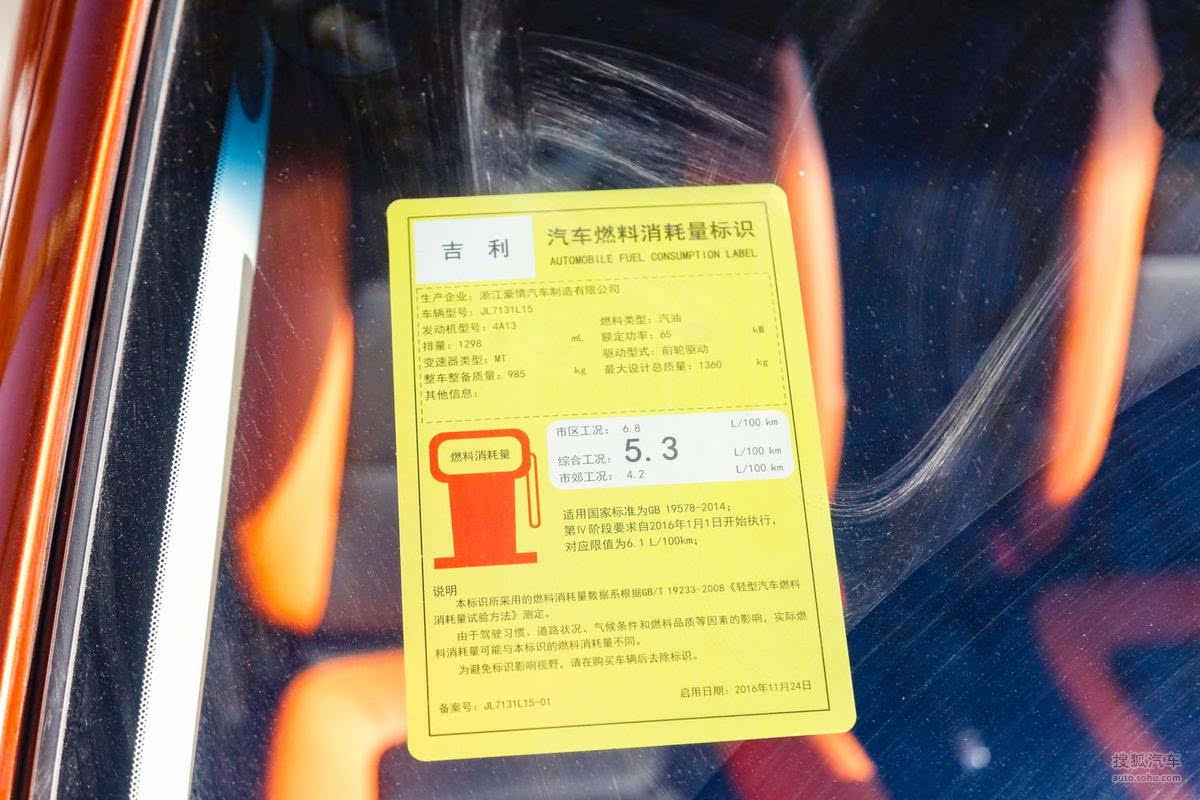 吉 利
汽车燃料消耗量标识
AUTOMOBILE FUEL CONSUMPTION LABEL
生产企业：浙江豪情汽车制造有限公司
车辆型号：JL7131L15
发动机型号：4A13 燃料类型：汽油
排量：1298 mL 额定功率：65 kW
变速器类型：MT 驱动型式：前轮驱动
整车整备质量：985 kg 最大设计总质量：1360 kg
其他信息：
燃料消耗量
市区工况： 6.8 L/100 km
综合工况： 5.3 L/100 km
市郊工况： 4.2 L/100 km
适用国家标准为GB 19578-2014；
第Ⅳ阶段要求自2016年1月1日开始执行，
对应限值为6.1 L/100km；
说明
本标识所采用的燃料消耗量数据系根据GB/T 19233-2008《轻型汽车燃料
消耗量试验方法》测定。
由于驾驶习惯、道路状况、气候条件和燃料品质等因素的影响，实际燃
料消耗量可能与本标识的燃料消耗量不同。
为避免标识影响视野，请在购买车辆后去除标识。
备案号：JL7131L15-01 启用日期：2016年11月24日
搜狐汽车
auto.sohu.com